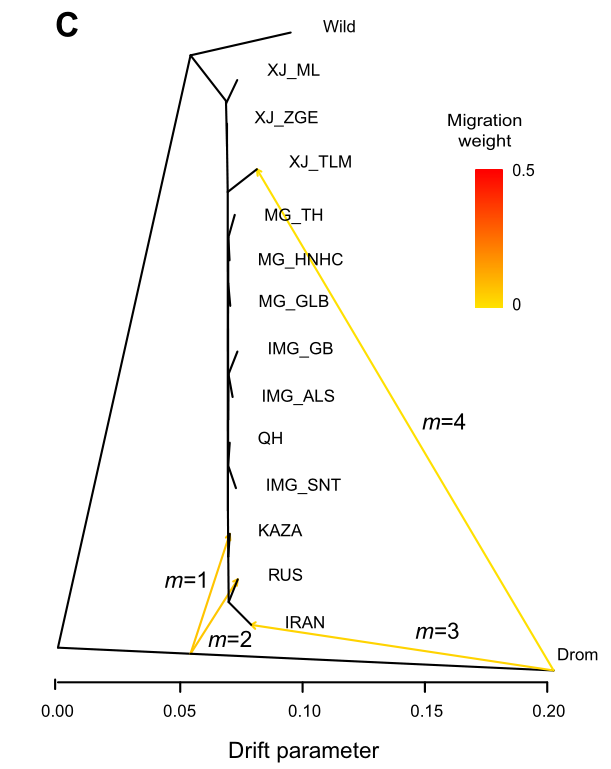 C
Wild
XJ_ML
XJ_ZGE
Migration
weight
XJ_TLM
0.5
MG_TH
MG_HNHC
MG_GLB
0
IMG_GB
IMG_ALS
m=4
QH
IMG_SNT
KAZA
m=1
RUS
IRAN
m=3
m=2
Drom
0.00
0.05
0.10
0.15
0.20
Drift parameter